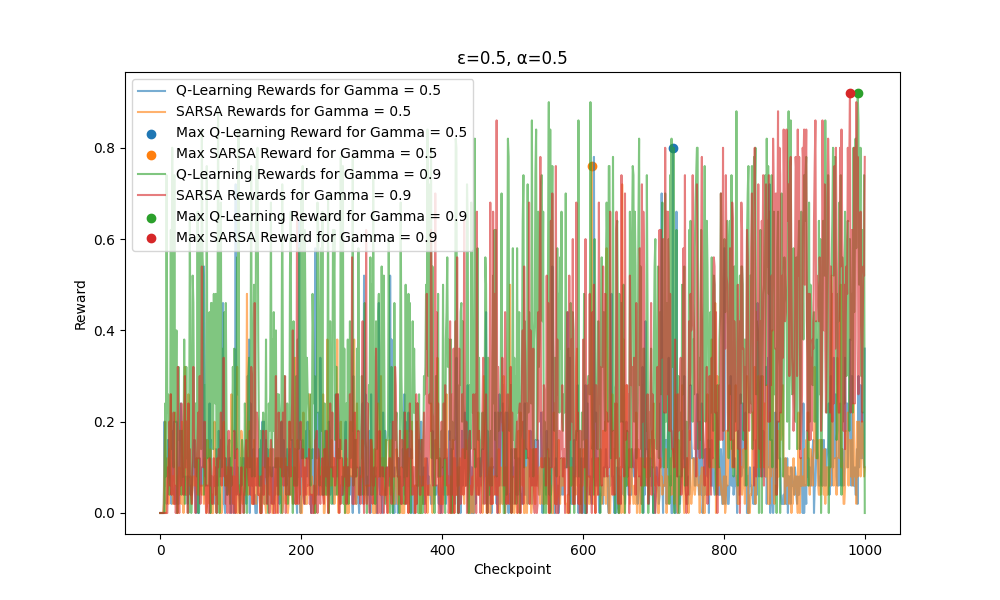 ε=0.5, α=0.5
Q-Learning Rewards for Gamma = 0.5
SARSA Rewards for Gamma = 0.5
Max Q-Learning Reward for Gamma = 0.5
Max SARSA Reward for Gamma = 0.5
Q-Learning Rewards for Gamma = 0.9
SARSA Rewards for Gamma = 0.9
Max Q-Learning Reward for Gamma = 0.9
Max SARSA Reward for Gamma = 0.9
Reward
0.8
0.6
0.4
0.2
0.0
0 200 400 600 800 1000
Checkpoint